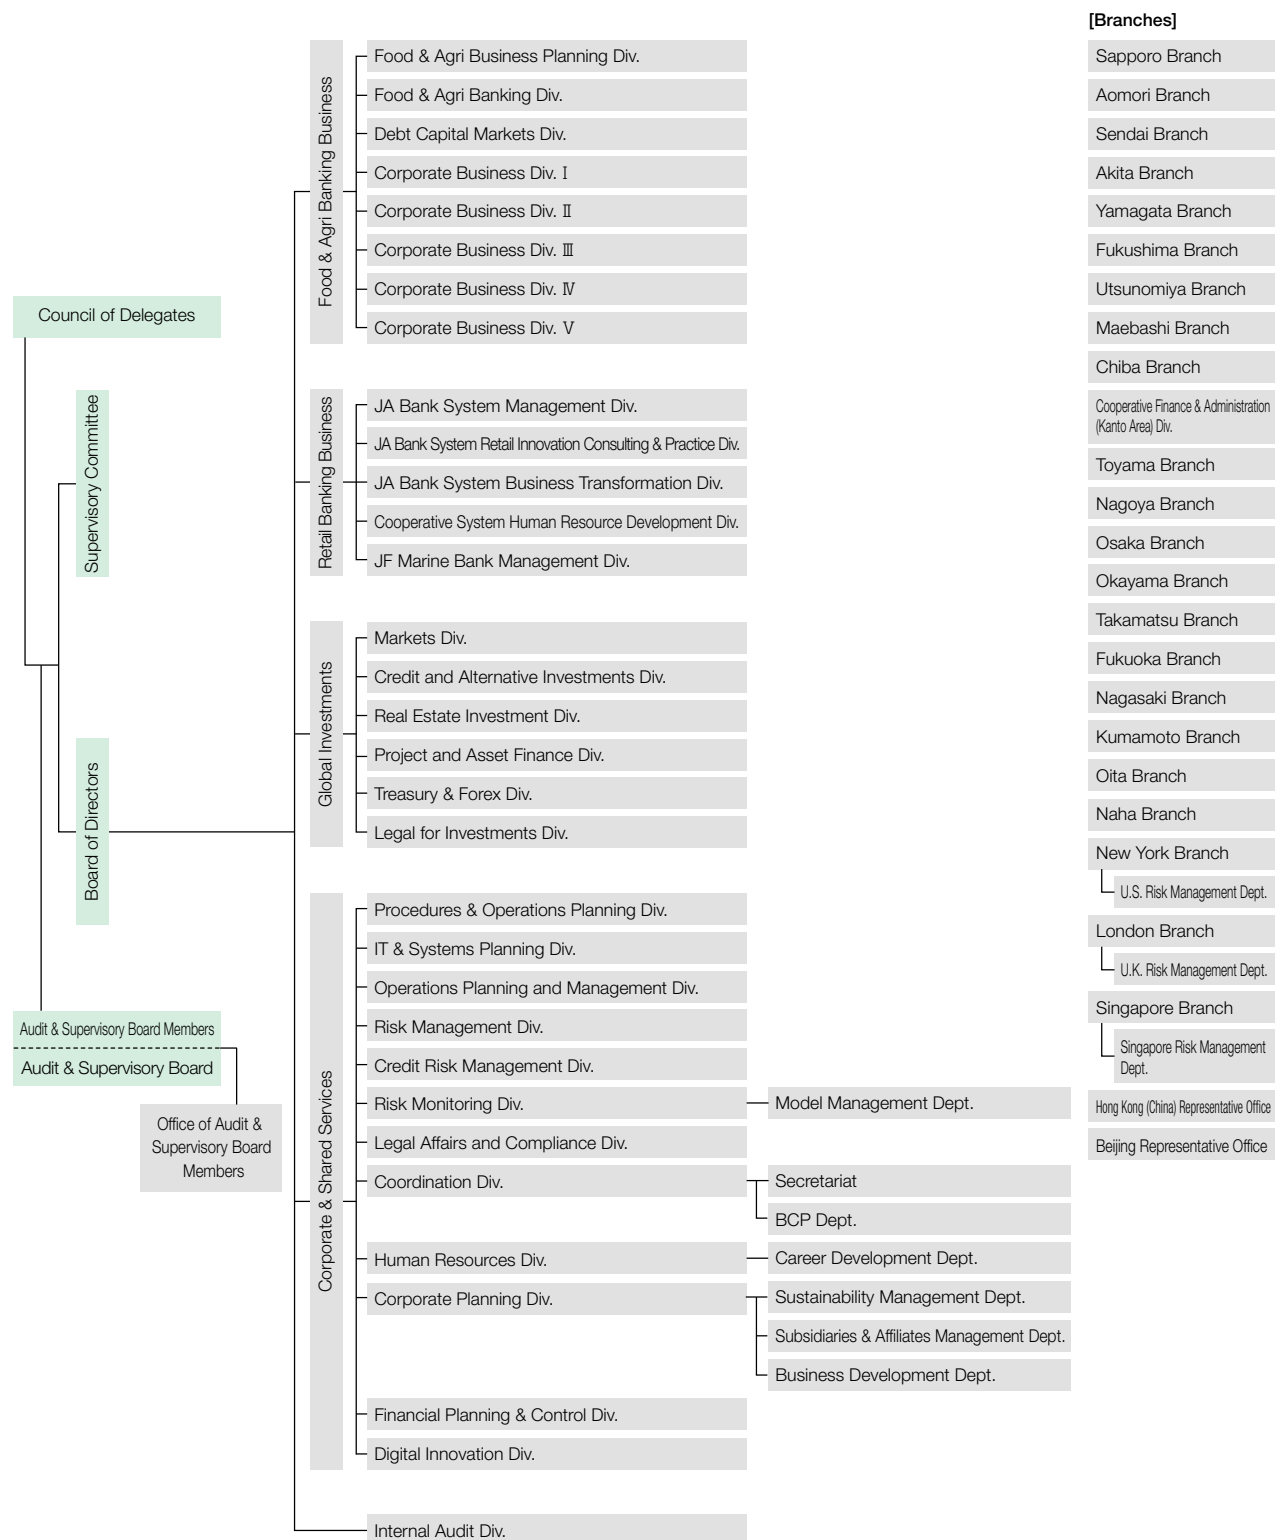 Council of Delegates
Supervisory Committee
Board of Directors
Audit & Supervisory Board Members
Audit & Supervisory Board
Office of Audit &
Supervisory Board
Members
Food & Agri Banking Business
Food & Agri Business Planning Div.
Food & Agri Banking Div.
Debt Capital Markets Div.
Corporate Business Div. Ⅰ
Corporate Business Div. Ⅱ
Corporate Business Div. Ⅲ
Corporate Business Div. Ⅳ
Corporate Business Div. Ⅴ
Retail Banking Business
JA Bank System Management Div.
JA Bank System Retail Innovation Consulting & Practice Div.
JA Bank System Business Transformation Div.
Cooperative System Human Resource Development Div.
JF Marine Bank Management Div.
Global Investments
Markets Div.
Credit and Alternative Investments Div.
Real Estate Investment Div.
Project and Asset Finance Div.
Treasury & Forex Div.
Legal for Investments Div.
Corporate & Shared Services
Procedures & Operations Planning Div.
IT & Systems Planning Div.
Operations Planning and Management Div.
Risk Management Div.
Credit Risk Management Div.
Risk Monitoring Div.
Model Management Dept.
Legal Affairs and Compliance Div.
Coordination Div.
Secretariat
BCP Dept.
Human Resources Div.
Career Development Dept.
Corporate Planning Div.
Sustainability Management Dept.
Subsidiaries & Affiliates Management Dept.
Business Development Dept.
Financial Planning & Control Div.
Digital Innovation Div.
Internal Audit Div.
[Branches]
Sapporo Branch
Aomori Branch
Sendai Branch
Akita Branch
Yamagata Branch
Fukushima Branch
Utsunomiya Branch
Maebashi Branch
Chiba Branch
Cooperative Finance & Administration
(Kanto Area) Div.
Toyama Branch
Nagoya Branch
Osaka Branch
Okayama Branch
Takamatsu Branch
Fukuoka Branch
Nagasaki Branch
Kumamoto Branch
Oita Branch
Naha Branch
New York Branch
U.S. Risk Management Dept.
London Branch
U.K. Risk Management Dept.
Singapore Branch
Singapore Risk Management
Dept.
Hong Kong (China) Representative Office
Beijing Representative Office